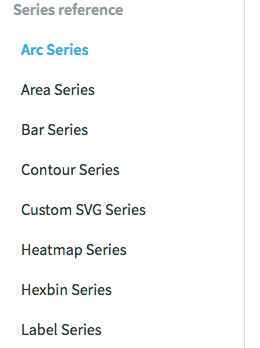 Series reference
Arc Series
Area Series
Bar Series
Contour Series
Custom SVG Series
Heatmap Series
Hexbin Series
Label Series